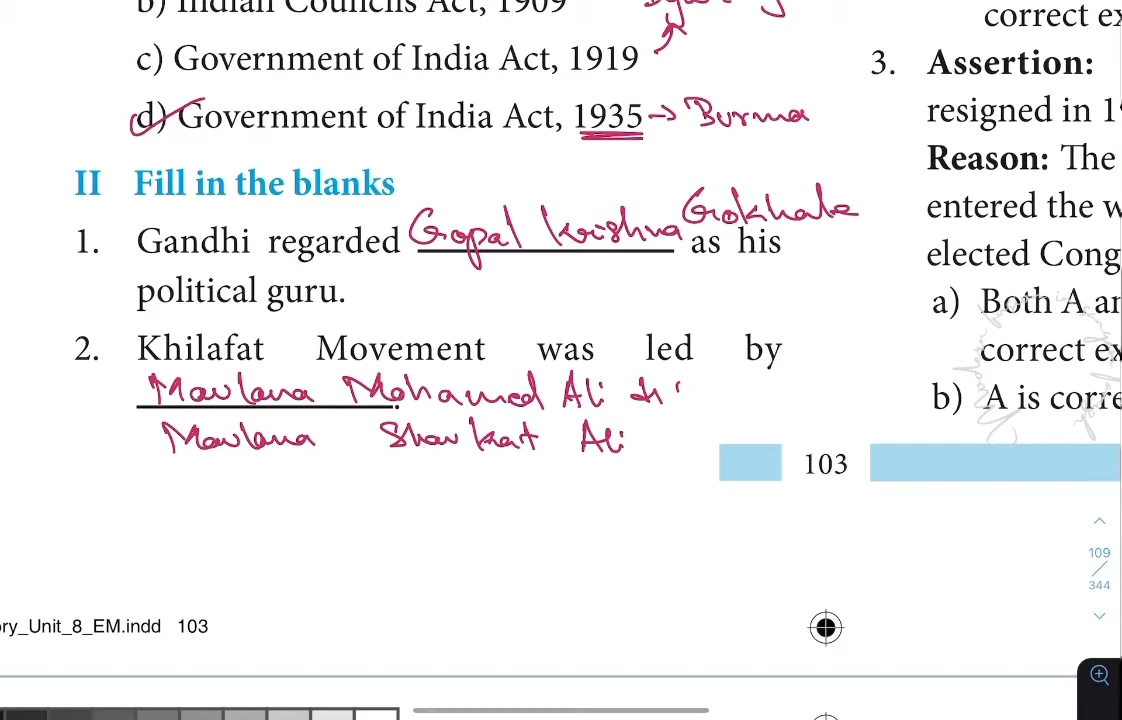 b) Indian Councils Act, 1909
c) Government of India Act, 1919
d) Government of India Act, 1935 → Burma
II Fill in the blanks
1. Gandhi regarded Gopal Krishna Gokhale as his
political guru.
2. Khilafat Movement was led by
Maulana Mohamed Ali &
Maulana Shaukat Ali
103
correct ex
3. Assertion:
resigned in 1
Reason: The
entered the w
elected Cong
a) Both A ar
correct ex
b) A is corre
109
344
ory_Unit_8_EM.indd 103